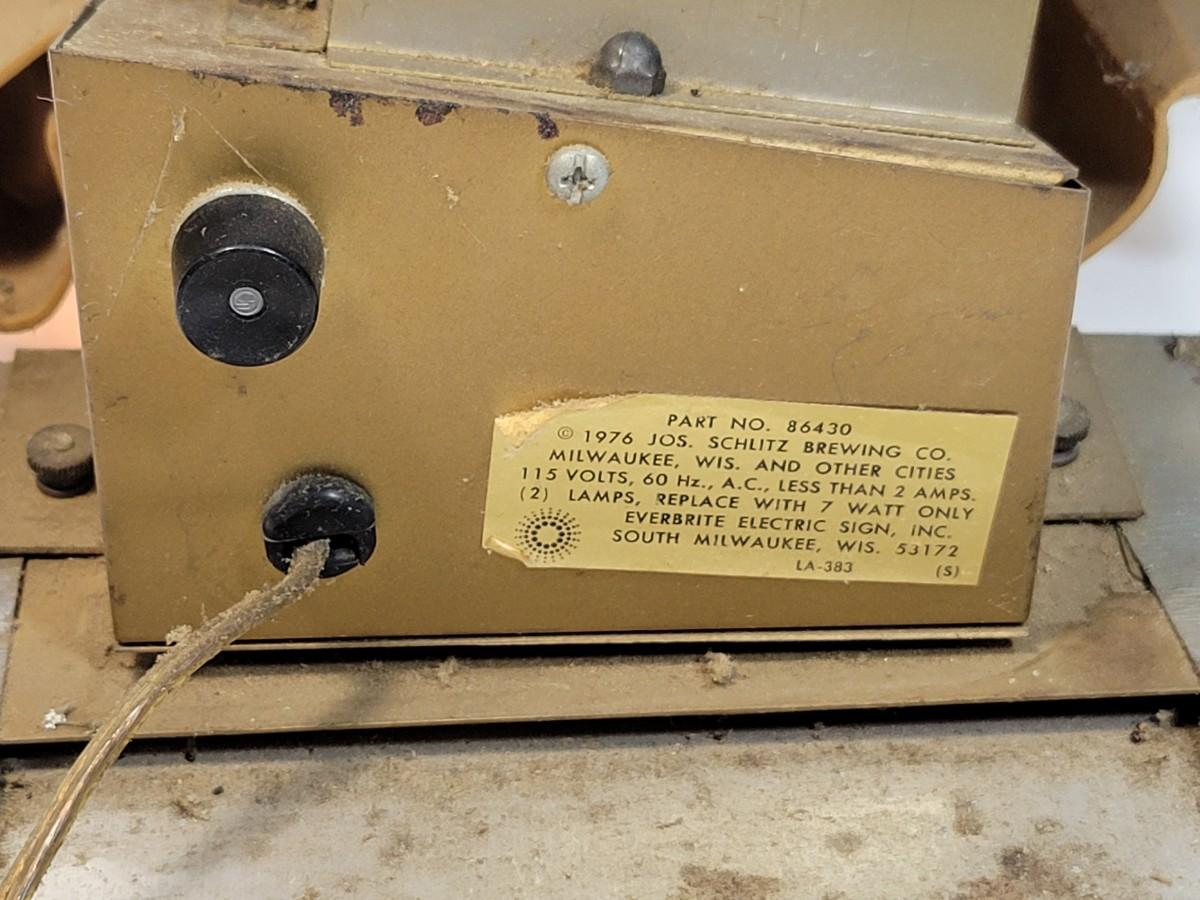 PART NO. 86430
© 1976 JOS. SCHLITZ BREWING CO.
MILWAUKEE, WIS. AND OTHER CITIES
115 VOLTS, 60 Hz., A.C., LESS THAN 2 AMPS.
(2) LAMPS, REPLACE WITH 7 WATT ONLY
EVERBRITE ELECTRIC SIGN, INC.
SOUTH MILWAUKEE, WIS. 53172
LA-383 (S)